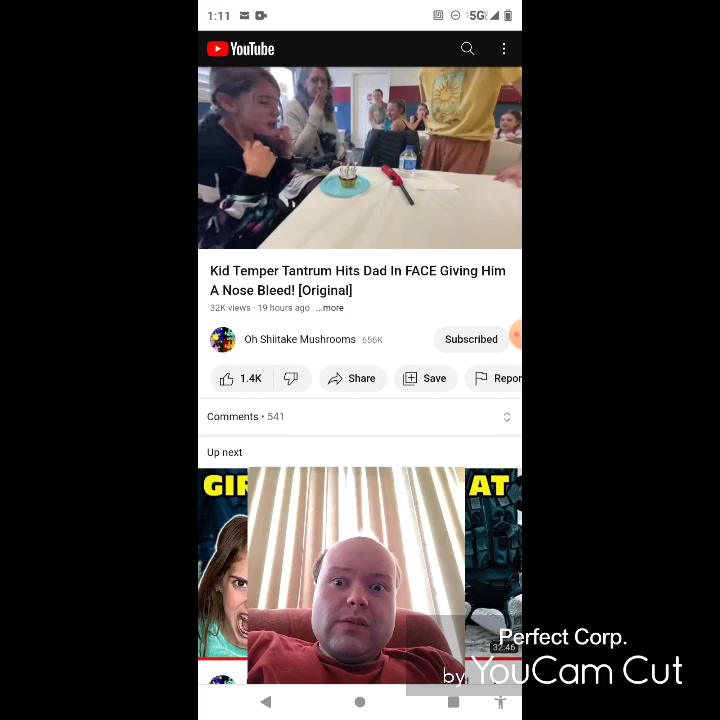 1:11
5G
YouTube
Kid Temper Tantrum Hits Dad In FACE Giving Him
A Nose Bleed! [Original]
32K views · 19 hours ago ...more
Oh Shiitake Mushrooms 656K
Subscribed
1.4K
Share
Save
Repor
Comments • 541
Up next
GIR
AT
32:46
Perfect Corp.
by YouCam Cut